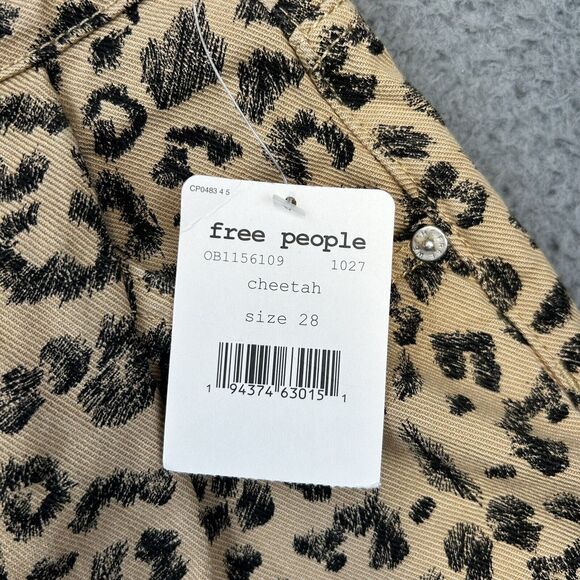 CP0483 4 5
free people
OB1156109 1027
cheetah
size 28
1 94374 63015 1